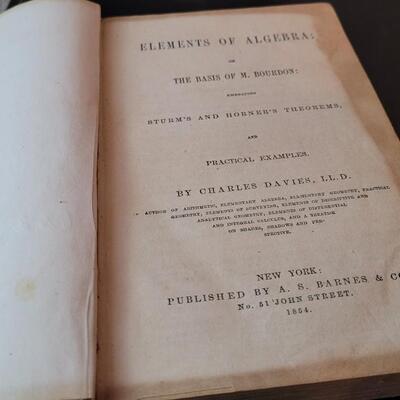 ELEMENTS OF ALGEBRA:
ON
THE BASIS OF M. BOURDON:
EMBRACING
STURM'S AND HORNER'S THEOREMS,
AND
PRACTICAL EXAMPLES.
BY CHARLES DAVIES, LL.D.
AUTHOR OF ARITHMETIC, ELEMENTARY ALGEBRA, ELEMENTARY GEOMETRY, PRACTICAL
GEOMETRY, ELEMENTS OF SURVEYING, ELEMENTS OF DESCRIPTIVE AND
ANALYTICAL GEOMETRY, ELEMENTS OF DIFFERENTIAL
AND INTEGRAL CALCULUS, AND A TREATISE
ON SHADES, SHADOWS AND PER-
SPECTIVE.
NEW YORK:
PUBLISHED BY A. S. BARNES & CO
No. 51 JOHN STREET.
1854.